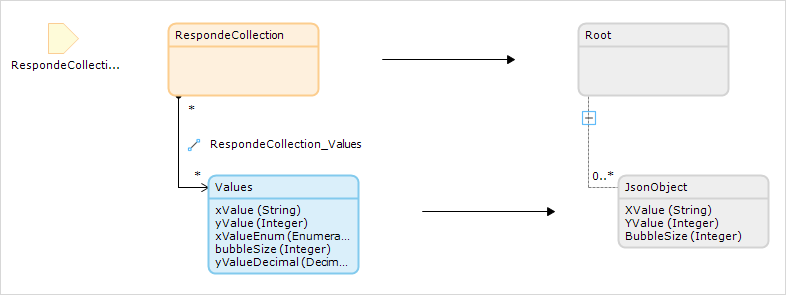 RespondeCollecti...
RespondeCollection
Root
*
RespondeCollection_Values
*
0..*
Values
xValue (String)
yValue (Integer)
xValueEnum (Enumera...
bubbleSize (Integer)
yValueDecimal (Decim...
JsonObject
XValue (String)
YValue (Integer)
BubbleSize (Integer)